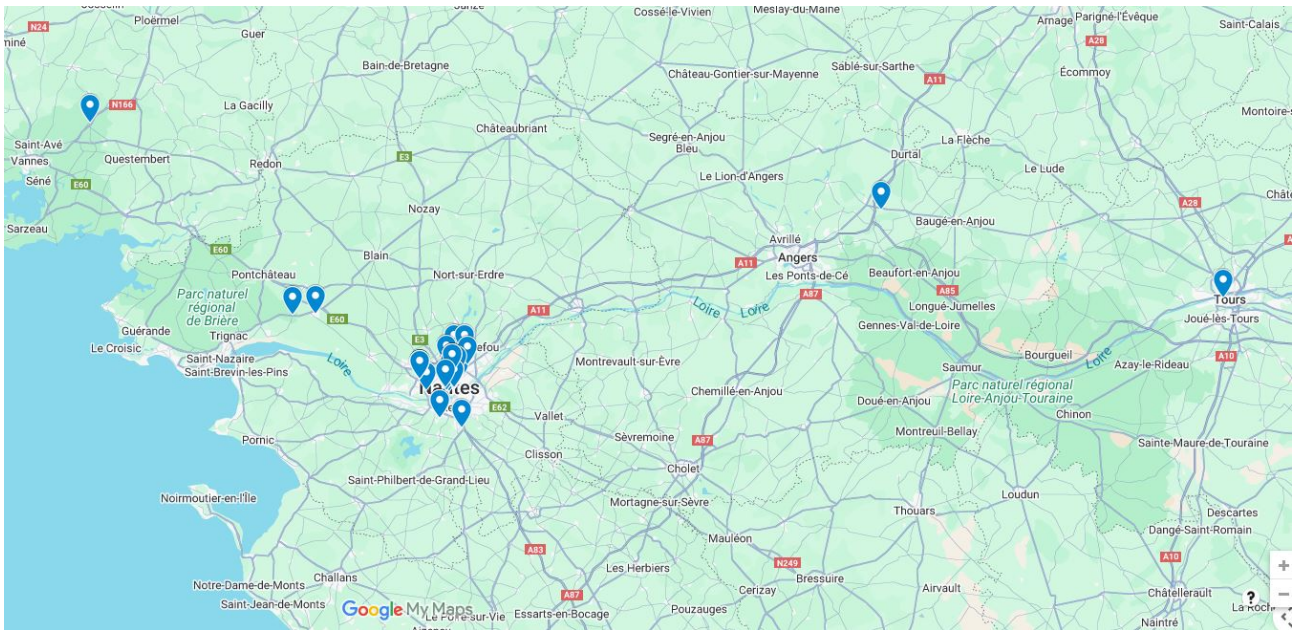 Ploërmel
Guer
N24
Bain-de-Bretagne
La Gacilly
N166
Saint-Avé
Vannes
Questembert
Redon
Séné
E60
Sarzeau
Châteaubriant
E3
Nozay
Cossé-le-Vivien
Meslay-du-Maine
Château-Gontier-sur-Mayenne
Sablé-sur-Sarthe
Segré-en-Anjou
Bleu
Le Lion-d'Angers
Arnage
Parigné-l'Évêque
A28
Saint-Calais
Écommoy
A11
La Flèche
Durtal
Le Lude
A28
Baugé-en-Anjou
Avrillé
Angers
A11
Les Ponts-de-Cé
A87
Beaufort-en-Anjou
A85
Longué-Jumelles
Gennes-Val-de-Loire
Tours
Joué-lès-Tours
A10
E60
Blain
Pontchâteau
Nort-sur-Erdre
Parc naturel
régional
de Brière
E60
A11
Loire
Loire
Guérande
Le Croisic
Trignac
Saint-Nazaire
Saint-Brevin-les-Pins
Loire
E3
Nantes
E62
Vallet
Montrevault-sur-Èvre
Chemillé-en-Anjou
Saumur
Bourgueil
Loire
Azay-le-Rideau
Parc naturel régional
Loire-Anjou-Touraine
Doué-en-Anjou
Chinon
Montreuil-Bellay
Sainte-Maure-de-Touraine
Pornic
Clisson
Sèvremoine
A87
Cholet
Saint-Philbert-de-Grand-Lieu
Noirmoutier-en-l'Île
Mortagne-sur-Sèvre
Loudun
Thouars
Descartes
Dangé-Saint-Romain
Mauléon
A83
N249
A10
Notre-Dame-de-Monts
Challans
Les Herbiers
Bressuire
Cerizay
Airvault
Châtellerault
Saint-Jean-de-Monts
Google My Maps
A87
Essarts-en-Bocage
Pouzauges
Naintré